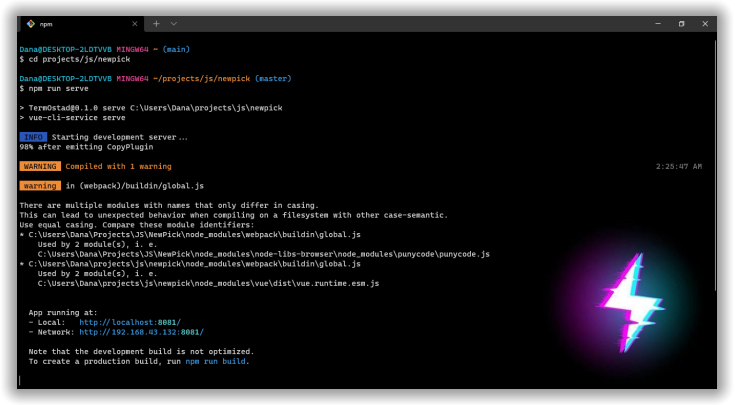 npm
Dana@DESKTOP-2LDTVVB MINGW64 ~ (main)
$ cd projects/js/newpick
Dana@DESKTOP-2LDTVVB MINGW64 ~/projects/js/newpick (master)
$ npm run serve
> TermOstad@0.1.0 serve C:\Users\Dana\projects\js\newpick
> vue-cli-service serve
INFO Starting development server...
98% after emitting CopyPlugin
WARNING Compiled with 1 warning 2:25:47 AM
warning in (webpack)/buildin/global.js
There are multiple modules with names that only differ in casing.
This can lead to unexpected behavior when compiling on a filesystem with other case-semantic.
Use equal casing. Compare these module identifiers:
* C:\Users\Dana\Projects\JS\NewPick\node_modules\webpack\buildin\global.js
Used by 2 module(s), i. e.
C:\Users\Dana\Projects\JS\NewPick\node_modules\node-libs-browser\node_modules\punycode\punycode.js
* C:\Users\Dana\projects\js\newpick\node_modules\webpack\buildin\global.js
Used by 2 module(s), i. e.
C:\Users\Dana\projects\js\newpick\node_modules\vue\dist\vue.runtime.esm.js
App running at:
- Local: http://localhost:8081/
- Network: http://192.168.43.132:8081/
Note that the development build is not optimized.
To create a production build, run npm run build.